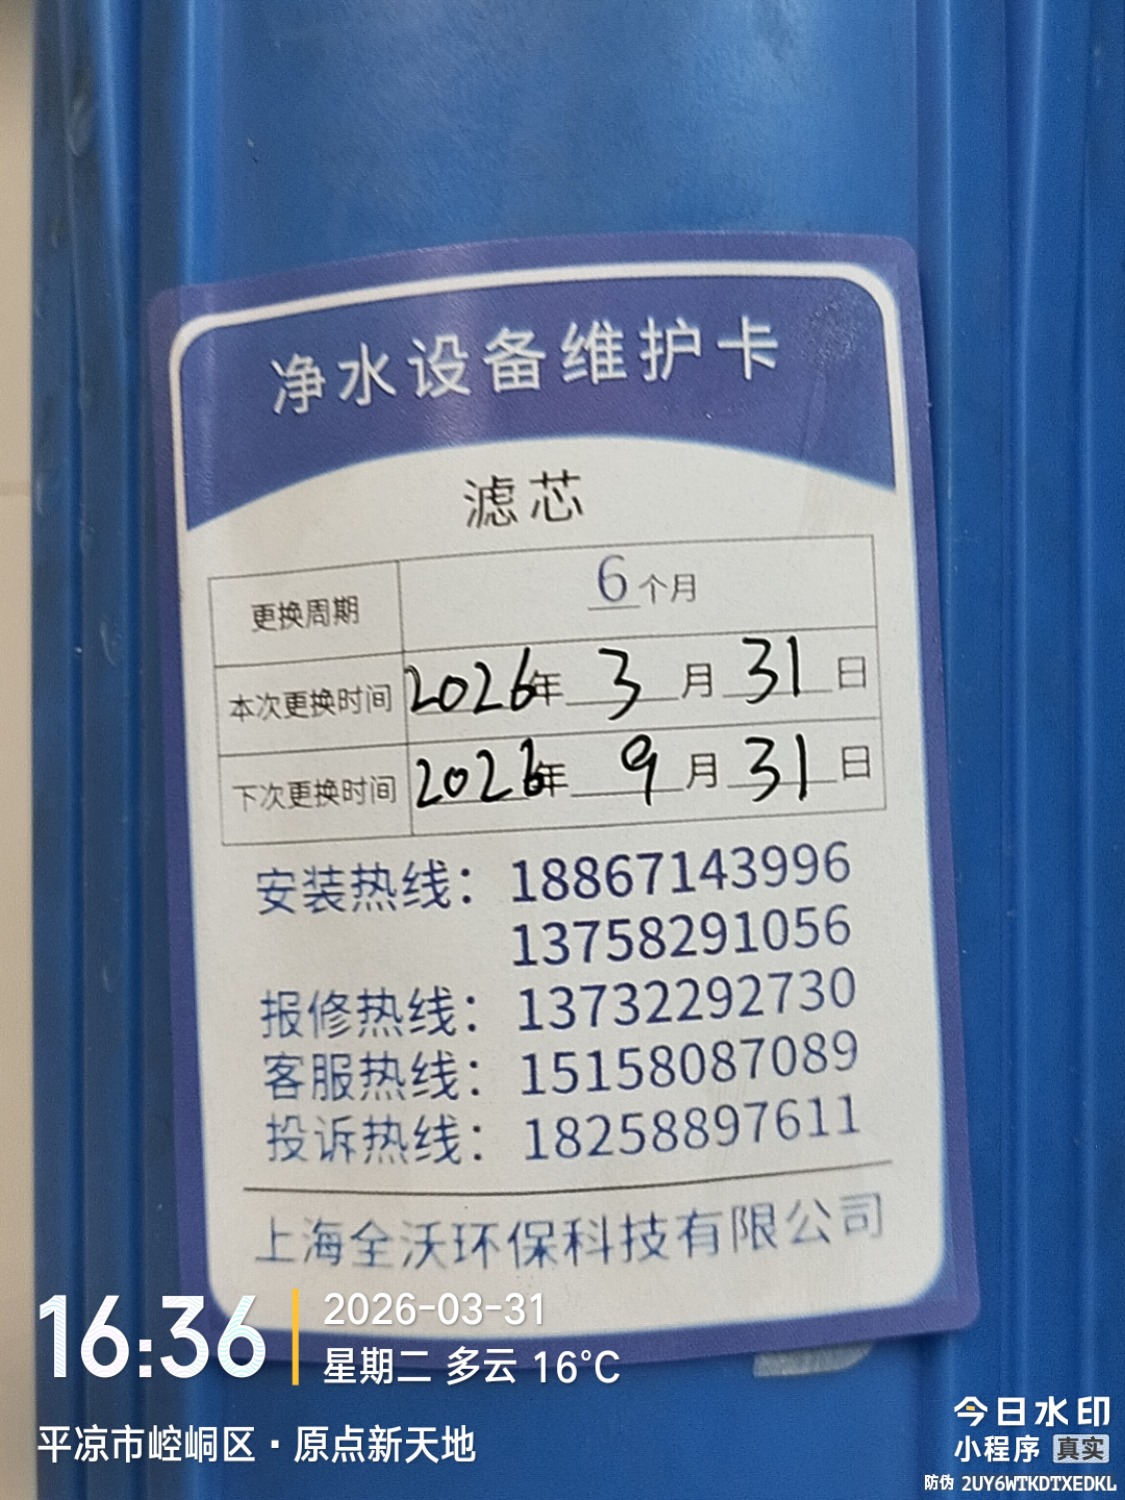 净水设备维护卡
滤芯
更换周期 6个月
本次更换时间 2026年 3月 31日
下次更换时间 2026年 9月 31日
安装热线：18867143996
13758291056
报修热线：13732292730
客服热线：15158087089
投诉热线：18258897611
上海全沃环保科技有限公司
16:36
2026-03-31
星期二 多云 16°C
平凉市崆峒区·原点新天地
今日水印
小程序 真实
防伪 2UY6WTKDTXEDKL